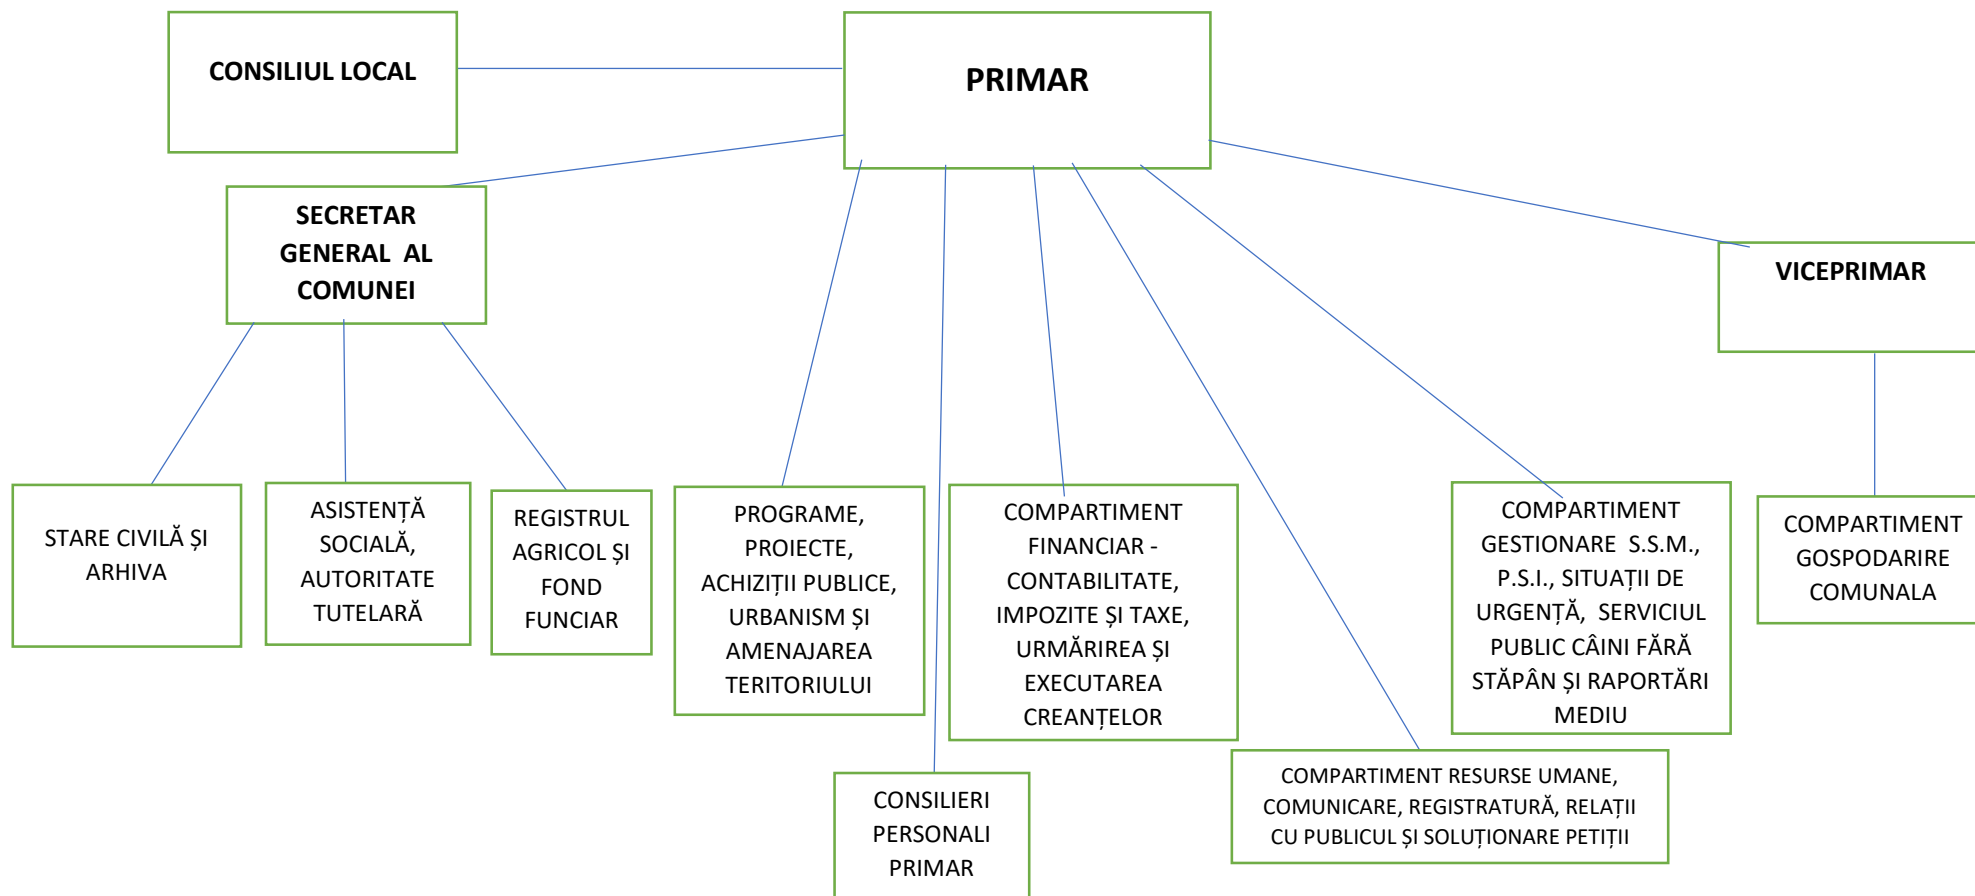 CONSILIUL LOCAL
PRIMAR
SECRETAR
GENERAL AL
COMUNEI
VICEPRIMAR
STARE CIVILĂ ȘI
ARHIVA
ASISTENȚĂ
SOCIALĂ,
AUTORITATE
TUTELARĂ
REGISTRUL
AGRICOL ȘI
FOND
FUNCIAR
PROGRAME,
PROIECTE,
ACHIZIȚII PUBLICE,
URBANISM ȘI
AMENAJAREA
TERITORIULUI
COMPARTIMENT
FINANCIAR -
CONTABILITATE,
IMPOZITE ȘI TAXE,
URMĂRIREA ȘI
EXECUTAREA
CREANȚELOR
COMPARTIMENT
GESTIONARE S.S.M.,
P.S.I., SITUAȚII DE
URGENȚĂ, SERVICIUL
PUBLIC CÂINI FĂRĂ
STĂPÂN ȘI RAPORTĂRI
MEDIU
COMPARTIMENT
GOSPODARIRE
COMUNALA
CONSILIERI
PERSONALI
PRIMAR
COMPARTIMENT RESURSE UMANE,
COMUNICARE, REGISTRATURĂ, RELAȚII
CU PUBLICUL ȘI SOLUȚIONARE PETIȚII